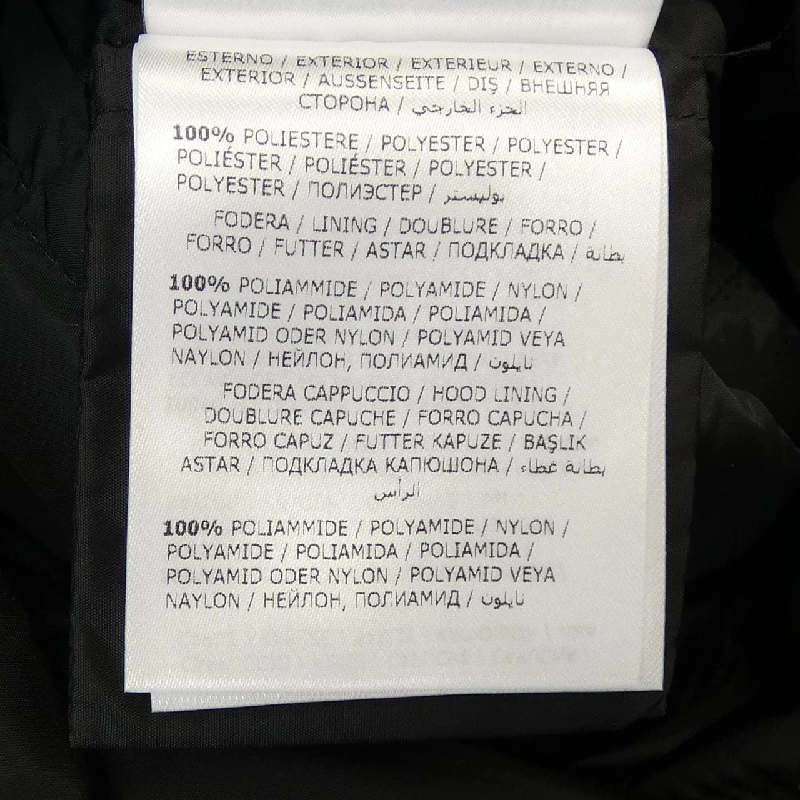 ESTERNO / EXTERIOR / EXTERIEUR / EXTERNO /
EXTERIOR / AUSSENSEITE / DIŞ / ВНЕШНЯЯ
СТОРОНА / الجزء الخارجي
100% POLIESTERE / POLYESTER / POLYESTER /
POLIÉSTER / POLIÉSTER / POLYESTER /
POLYESTER / ПОЛИЭСТЕР / بوليستر
FODERA / LINING / DOUBLURE / FORRO /
FORRO / FUTTER / ASTAR / ПОДКЛАДКА / بطانة
100% POLIAMMIDE / POLYAMIDE / NYLON /
POLYAMIDE / POLIAMIDA / POLIAMIDA /
POLYAMID ODER NYLON / POLYAMID VEYA
NAYLON / НЕЙЛОН, ПОЛИАМИД / نايلون
FODERA CAPPUCCIO / HOOD LINING /
DOUBLURE CAPUCHE / FORRO CAPUCHA /
FORRO CAPUZ / FUTTER KAPUZE / BAŞLIK
ASTAR / ПОДКЛАДКА КАПЮШОНА / بطانة غطاء
الرأس
100% POLIAMMIDE / POLYAMIDE / NYLON /
POLYAMIDE / POLIAMIDA / POLIAMIDA /
POLYAMID ODER NYLON / POLYAMID VEYA
NAYLON / НЕЙЛОН, ПОЛИАМИД / نايلون